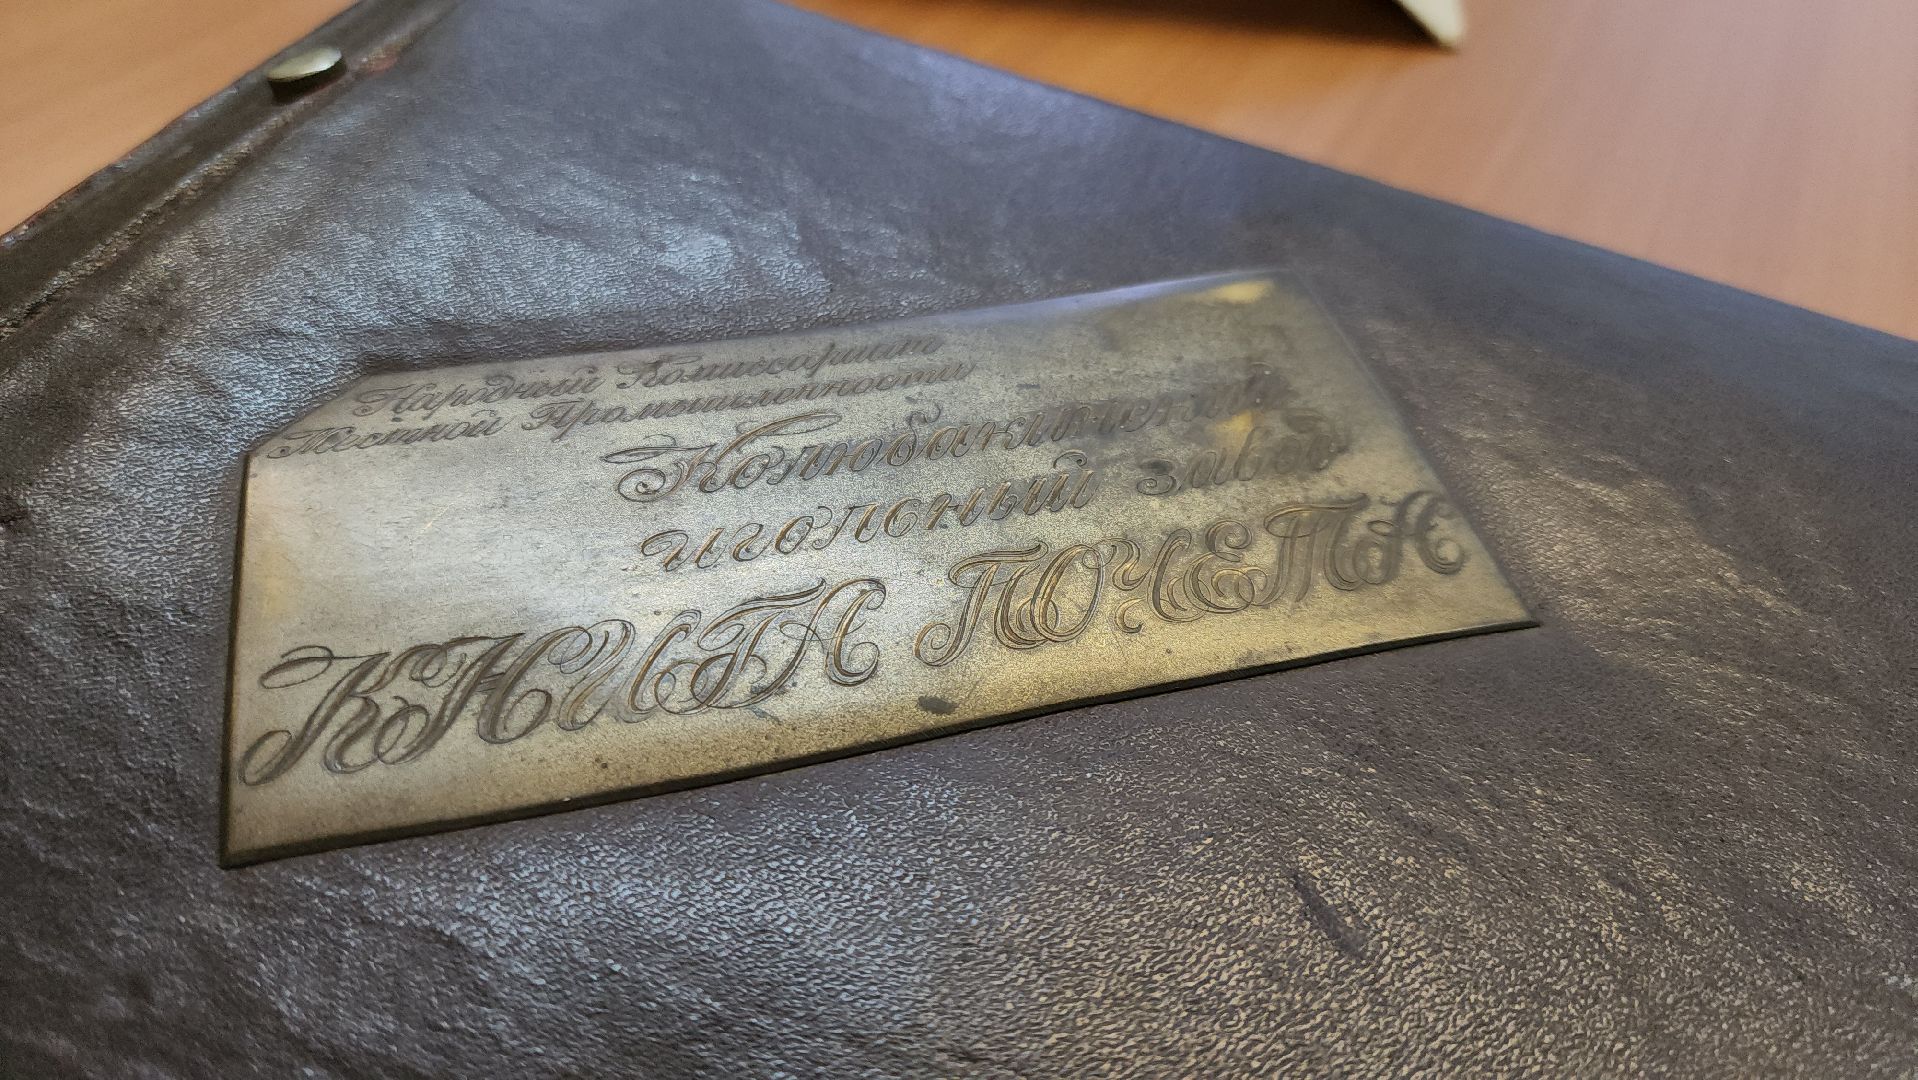 Народный Комиссариат
Местной Промышленности
Колюбакинский
игольный завод
КНИГА ПОЧЕТА